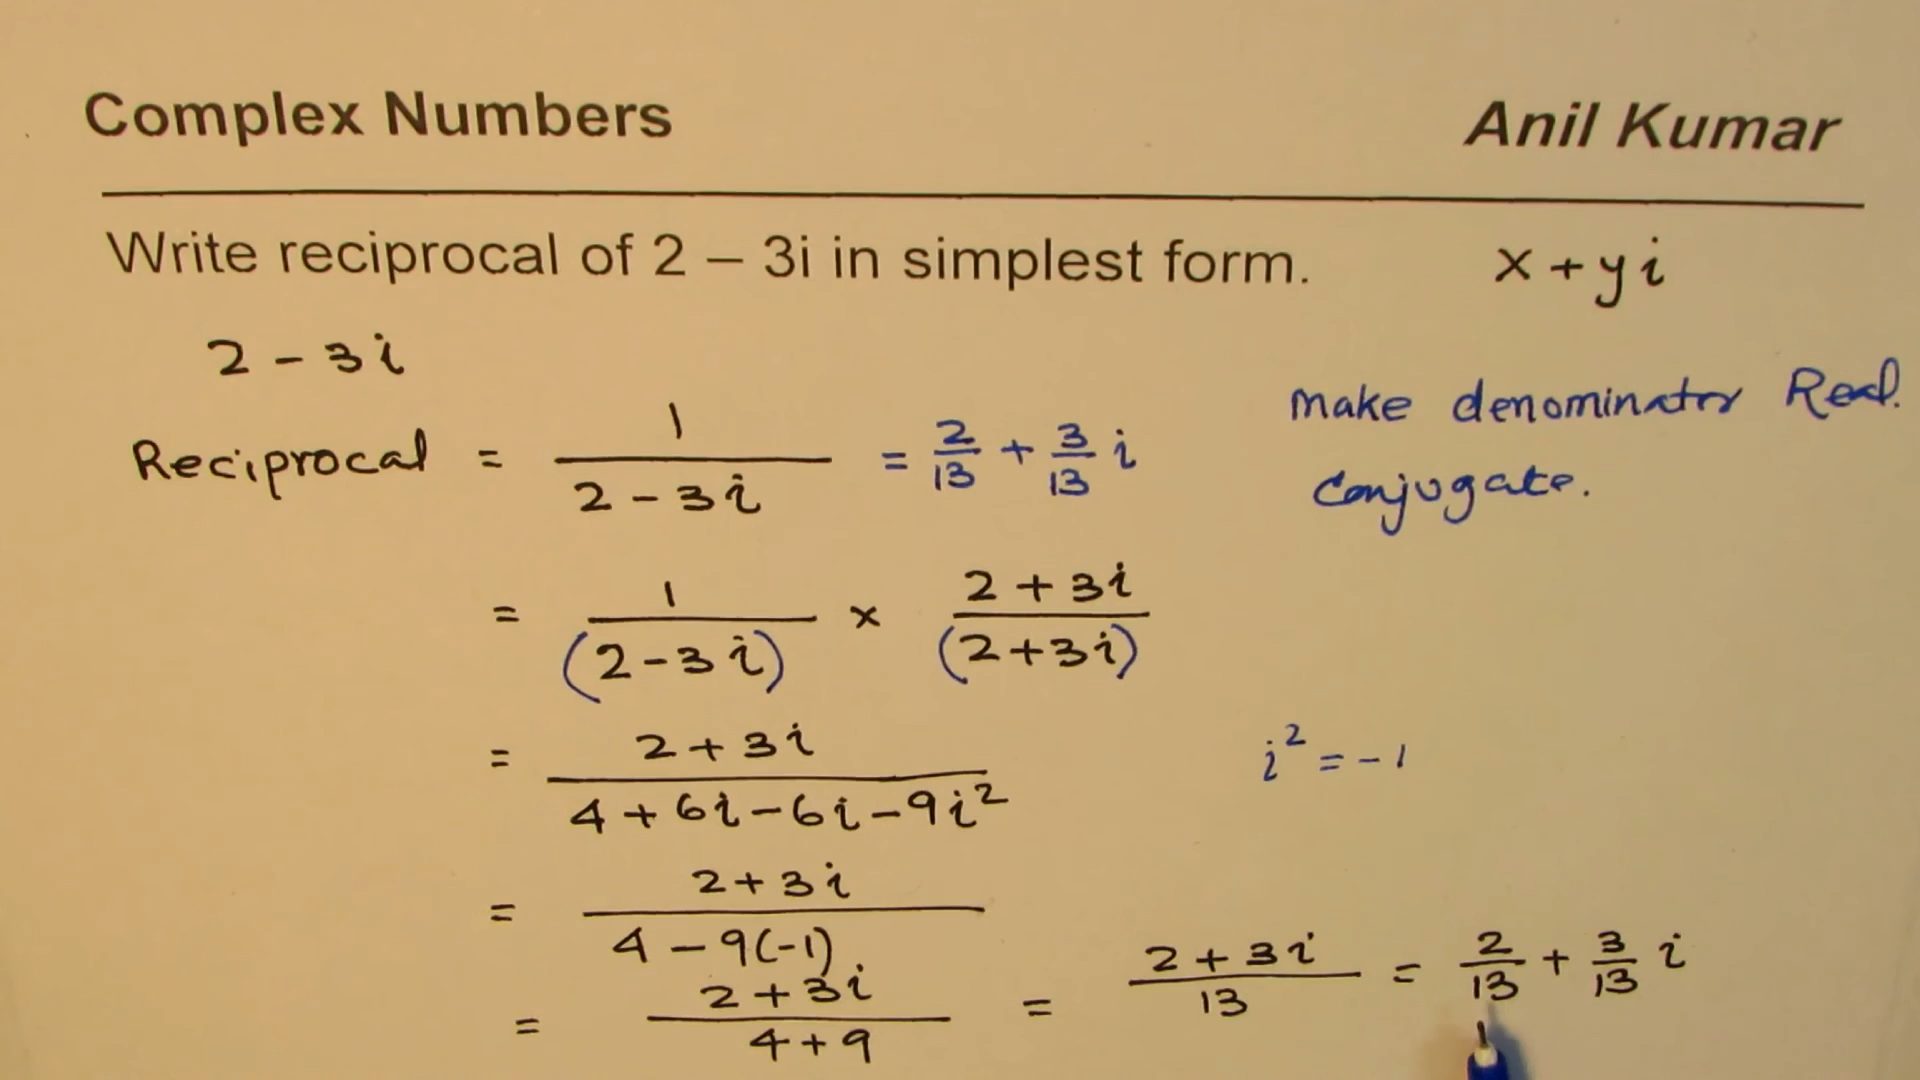 Complex Numbers Anil Kumar
Write reciprocal of 2 – 3i in simplest form. x + yi
2 - 3i
make denominator Real.
Reciprocal = 1 / (2 - 3i) = 2/13 + 3/13 i
Conjugate.
= 1 / (2 - 3i) × (2 + 3i) / (2 + 3i)
= (2 + 3i) / (4 + 6i - 6i - 9i²)
i² = -1
= (2 + 3i) / (4 - 9(-1))
= (2 + 3i) / (4 + 9) = (2 + 3i) / 13 = 2/13 + 3/13 i